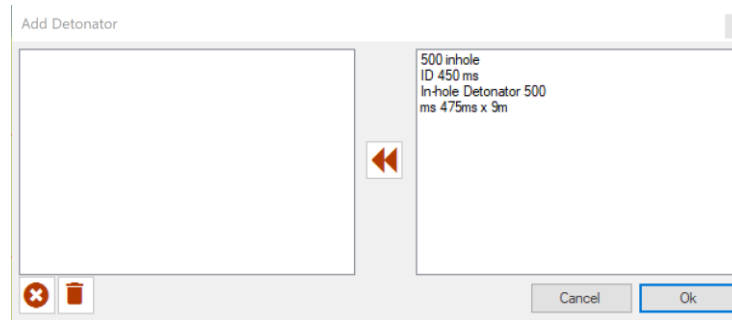 Add Detonator
500 inhole
ID 450 ms
In-hole Detonator 500
ms 475ms x 9m
Cancel
Ok